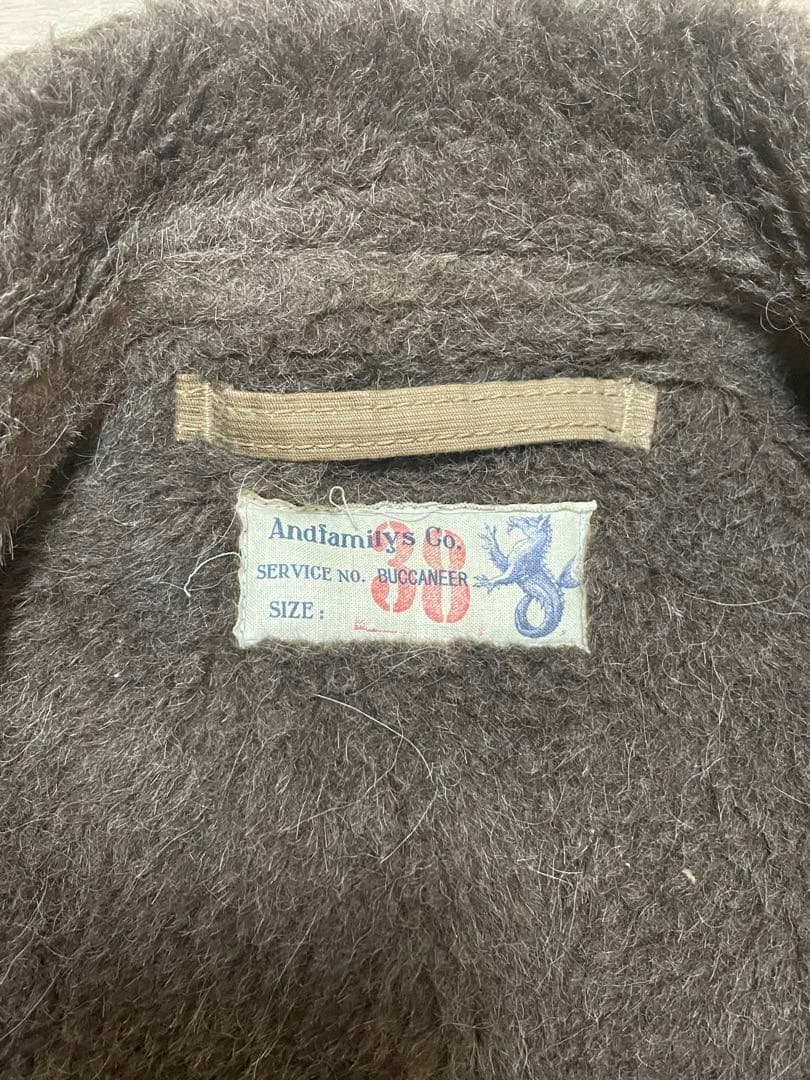 Andfamilys Co.
SERVICE NO. BUCCANEER
SIZE :
38